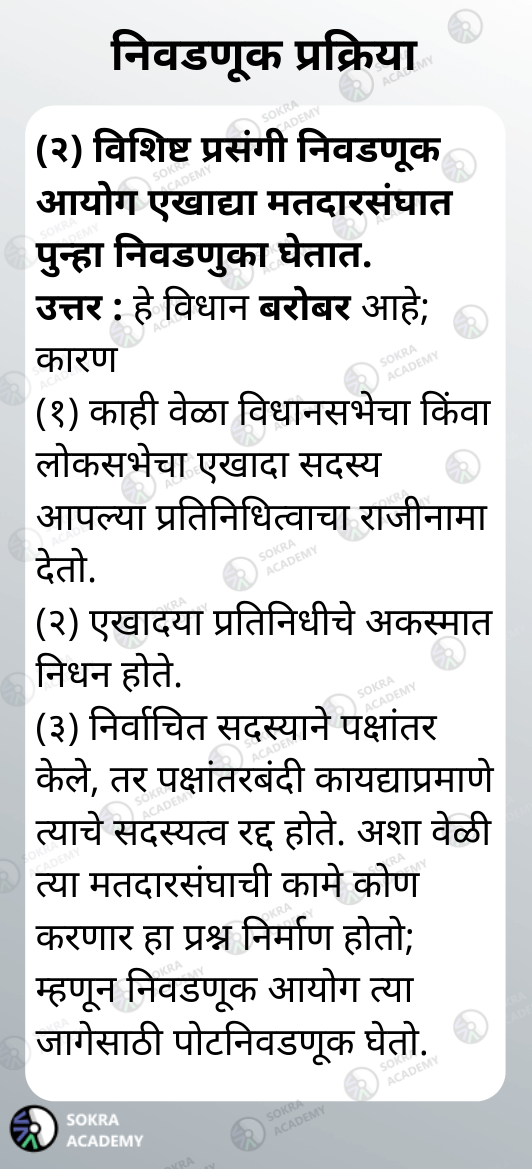 निवडणूक प्रक्रिया
(२) विशिष्ट प्रसंगी निवडणूक
आयोग एखाद्या मतदारसंघात
पुन्हा निवडणुका घेतात.
उत्तर : हे विधान बरोबर आहे;
कारण
(१) काही वेळा विधानसभेचा किंवा
लोकसभेचा एखादा सदस्य
आपल्या प्रतिनिधित्वाचा राजीनामा
देतो.
(२) एखादया प्रतिनिधीचे अकस्मात
निधन होते.
(३) निर्वाचित सदस्याने पक्षांतर
केले, तर पक्षांतरबंदी कायद्याप्रमाणे
त्याचे सदस्यत्व रद्द होते. अशा वेळी
त्या मतदारसंघाची कामे कोण
करणार हा प्रश्न निर्माण होतो;
म्हणून निवडणूक आयोग त्या
जागेसाठी पोटनिवडणूक घेतो.
SOKRA
ACADEMY